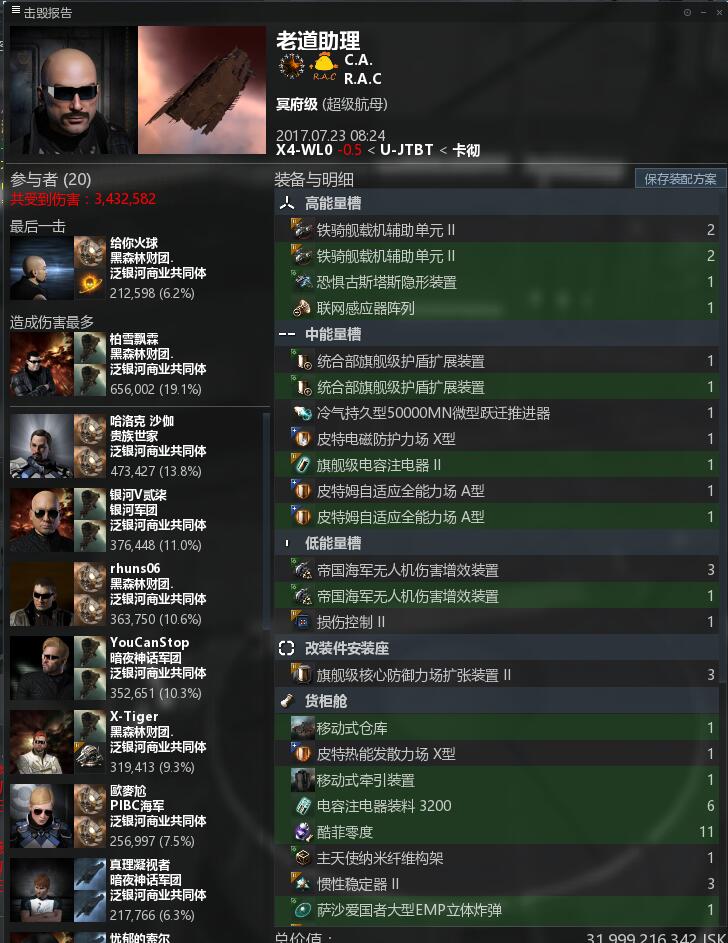 击毁报告
老道助理
C.A.
R.A.C
R.A.C
冥府级 (超级航母)
2017.07.23 08:24
X4-WL0 -0.5 < U-JTBT < 卡彻
参与者 (20)
共受到伤害：3,432,582
最后一击
给你火球
黑森林财团.
泛银河商业共同体
212,598 (6.2%)
造成伤害最多
柏雪飘霖
黑森林财团.
泛银河商业共同体
656,002 (19.1%)
哈洛克 沙伽
贵族世家
泛银河商业共同体
473,427 (13.8%)
银河V贰柒
银河军团
泛银河商业共同体
376,448 (11.0%)
rhuns06
黑森林财团.
泛银河商业共同体
363,750 (10.6%)
YouCanStop
暗夜神话军团
泛银河商业共同体
352,651 (10.3%)
X-Tiger
黑森林财团.
泛银河商业共同体
319,413 (9.3%)
歐麥尬
PIBC海军
泛银河商业共同体
256,997 (7.5%)
真理凝视者
暗夜神话军团
泛银河商业共同体
217,766 (6.3%)
忧郁的索尔
装备与明细
保存装配方案
高能量槽
铁骑舰载机辅助单元 II 2
铁骑舰载机辅助单元 II 2
恐惧古斯塔斯隐形装置 1
联网感应器阵列 1
中能量槽
统合部旗舰级护盾扩展装置 1
统合部旗舰级护盾扩展装置 1
冷气持久型50000MN微型跃迁推进器 1
皮特电磁防护力场 X型 1
旗舰级电容注电器 II 1
皮特姆自适应全能力场 A型 1
皮特姆自适应全能力场 A型 1
低能量槽
帝国海军无人机伤害增效装置 3
帝国海军无人机伤害增效装置 1
损伤控制 II 1
改装件安装座
旗舰级核心防御力场扩张装置 II 3
货柜舱
移动式仓库 1
皮特热能发散力场 X型 1
移动式牵引装置 1
电容注电器装料 3200 6
酷菲零度 11
主天使纳米纤维构架 1
惯性稳定器 II 3
萨沙爱国者大型EMP立体炸弹 1
总价值： 31,999,216,342 ISK